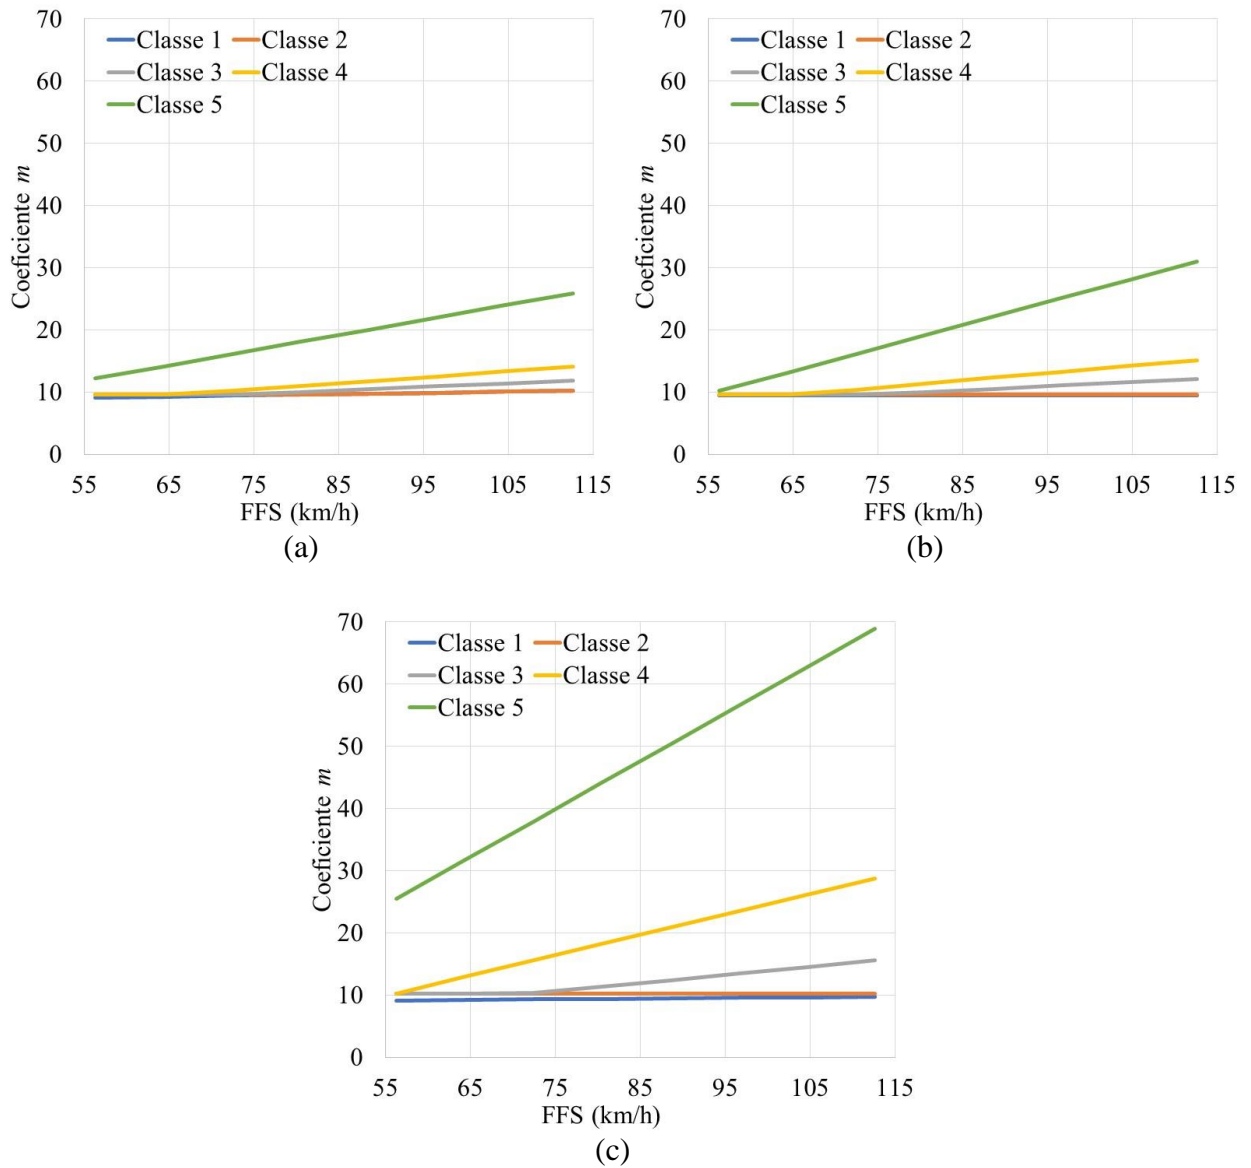 70
60
50
40
30
20
10
0
Coeficiente m
Classe 1 Classe 2
Classe 3 Classe 4
Classe 5
55 65 75 85 95 105 115
FFS (km/h)
(a)
70
60
50
40
30
20
10
0
Coeficiente m
Classe 1 Classe 2
Classe 3 Classe 4
Classe 5
55 65 75 85 95 105 115
FFS (km/h)
(b)
70
60
50
40
30
20
10
0
Coeficiente m
Classe 1 Classe 2
Classe 3 Classe 4
Classe 5
55 65 75 85 95 105 115
FFS (km/h)
(c)